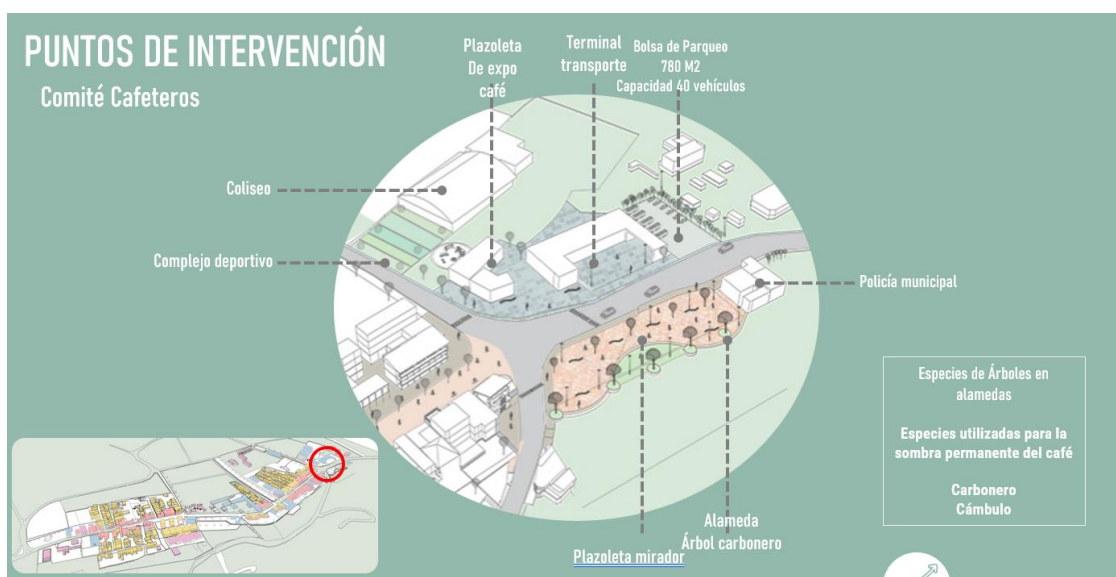 PUNTOS DE INTERVENCIÓN
Comité Cafeteros
Plazoleta
De expo
café
Terminal
transporte
Bolsa de Parqueo
780 M2
Capacidad 40 vehículos
Coliseo
Complejo deportivo
Policía municipal
Especies de Árboles en
alamedas
Especies utilizadas para la
sombra permanente del café
Carbonero
Cámbulo
Alameda
Árbol carbonero
Plazoleta mirador